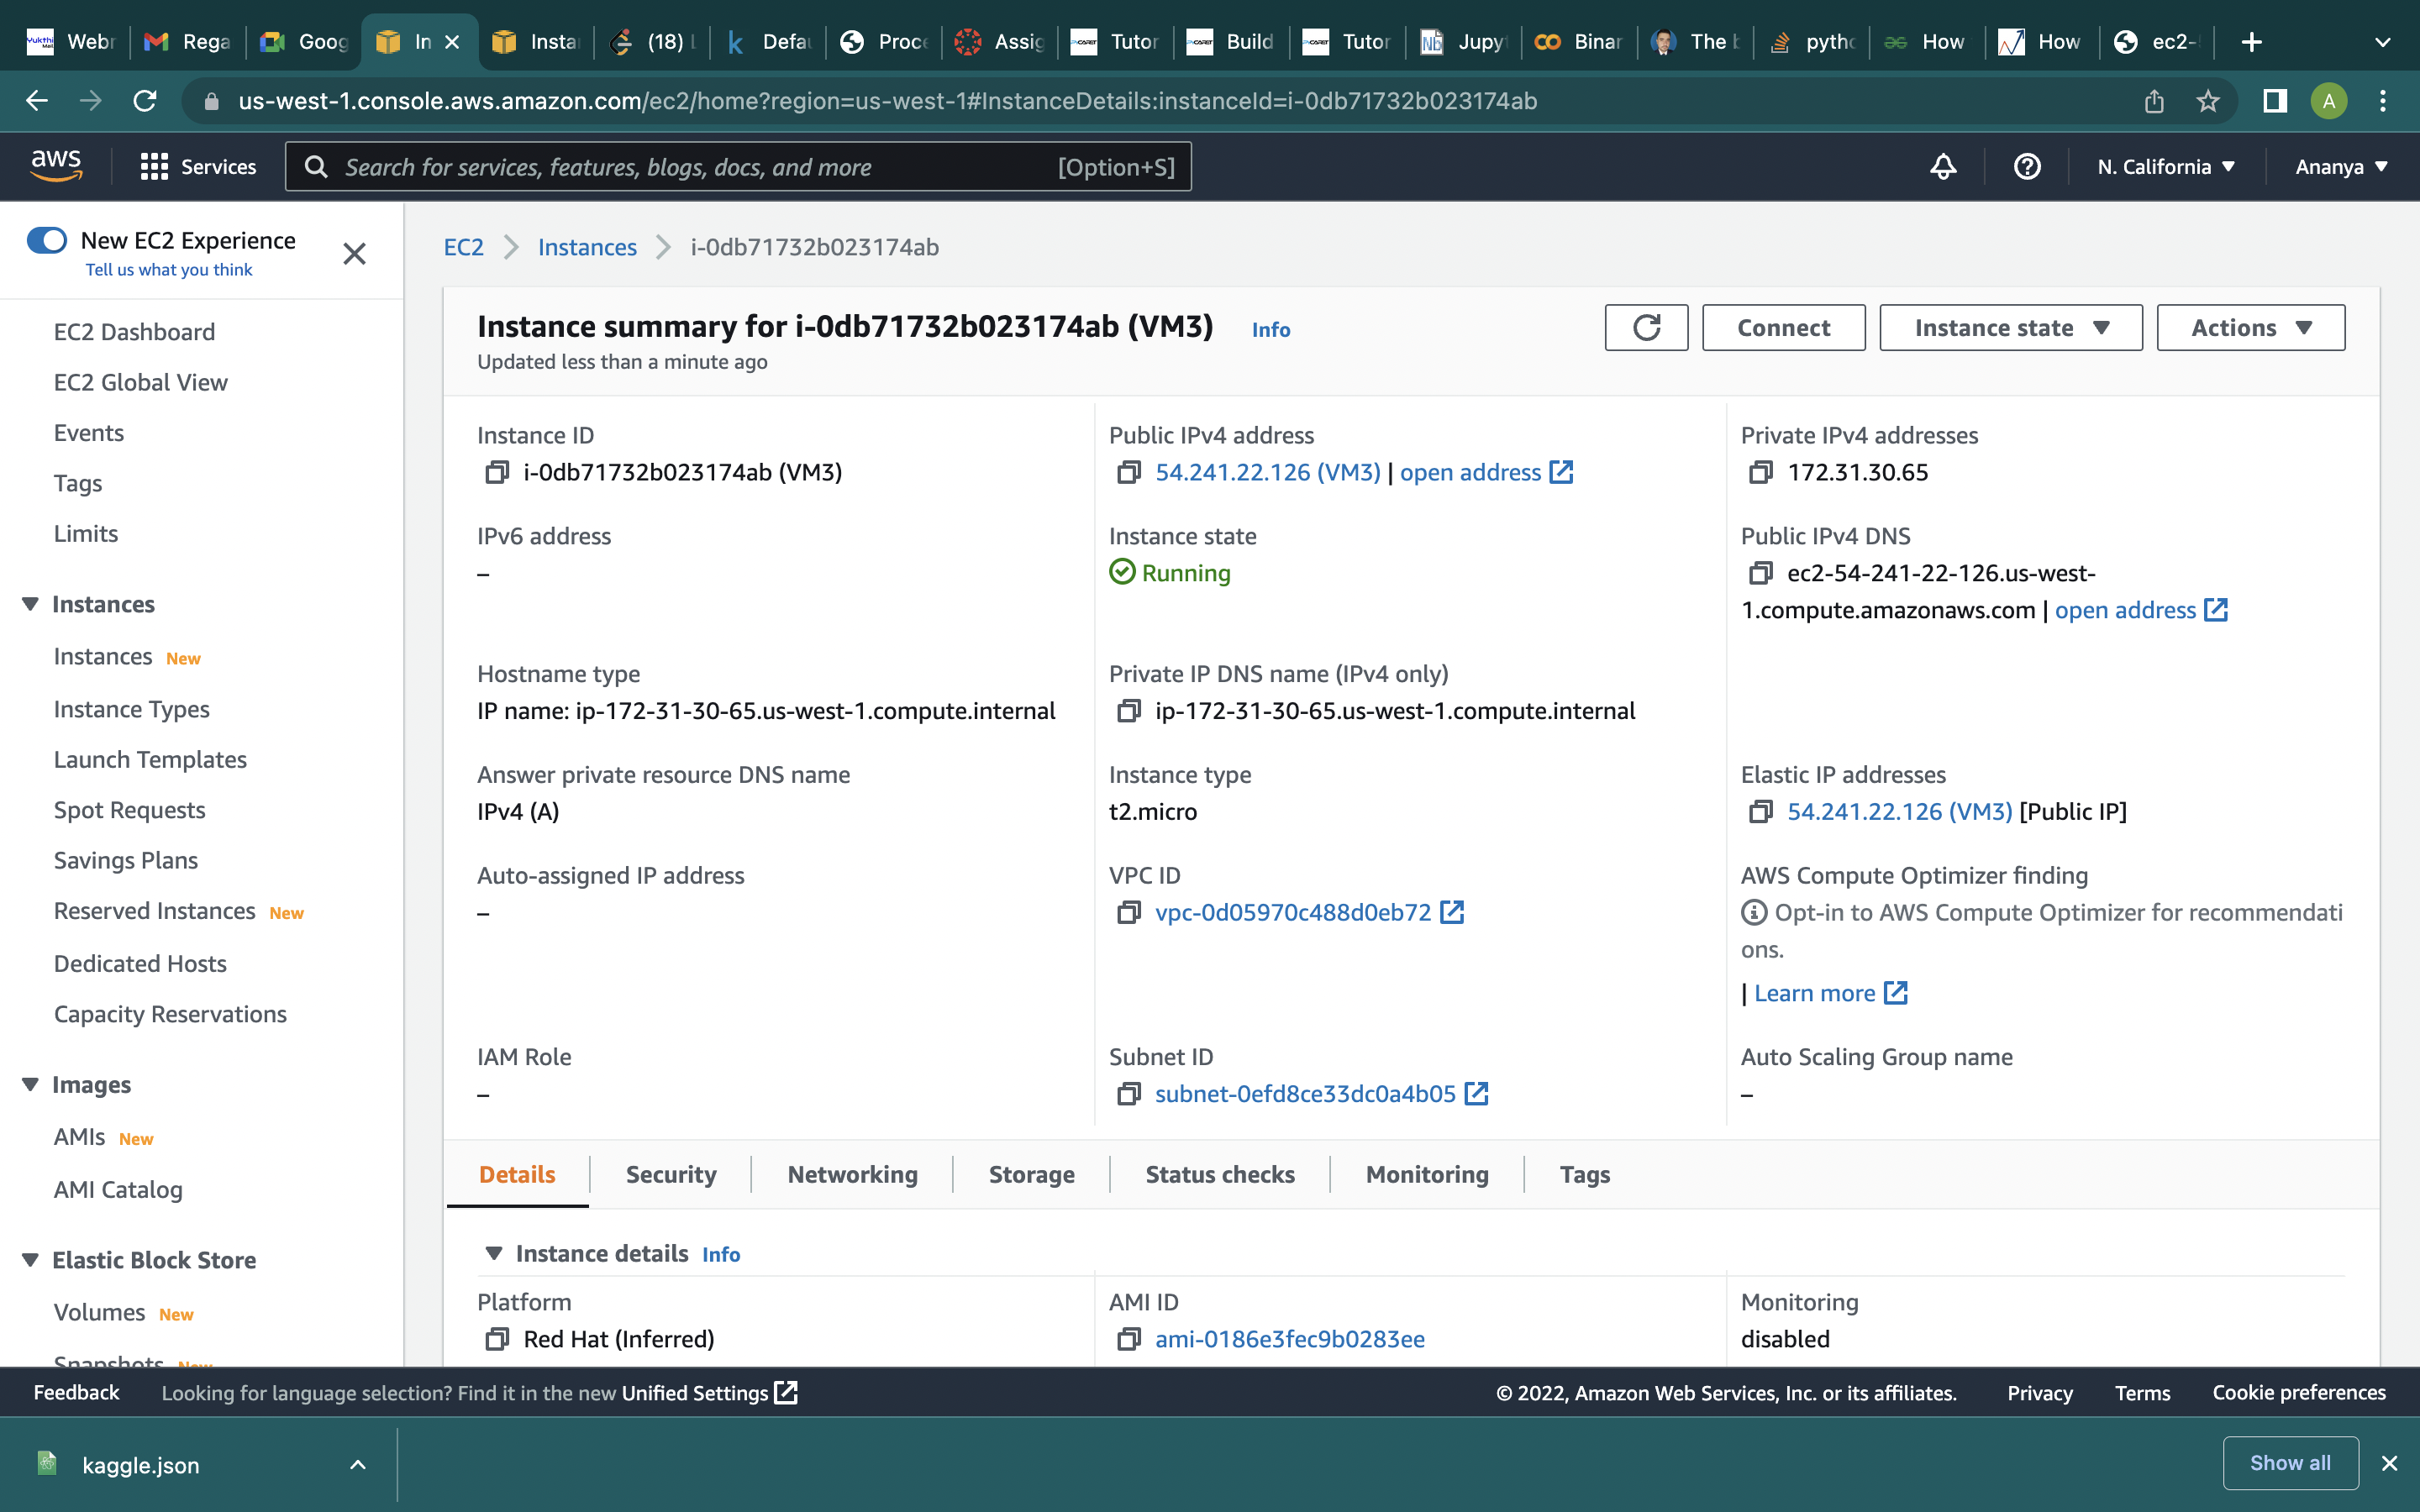 Webr
Rega
Goog
In
Insta
(18) L
Defau
Proce
Assig
Tutor
Build
Tutor
Jupy
Binar
The b
pytho
How
How
ec2-
us-west-1.console.aws.amazon.com/ec2/home?region=us-west-1#InstanceDetails:instanceId=i-0db71732b023174ab
A
aws
Services
Search for services, features, blogs, docs, and more
[Option+S]
N. California
Ananya
New EC2 Experience
Tell us what you think
EC2 Dashboard
EC2 Global View
Events
Tags
Limits
Instances
Instances New
Instance Types
Launch Templates
Spot Requests
Savings Plans
Reserved Instances New
Dedicated Hosts
Capacity Reservations
Images
AMIs New
AMI Catalog
Elastic Block Store
Volumes New
Snapshots New
EC2 > Instances > i-0db71732b023174ab
Instance summary for i-0db71732b023174ab (VM3) Info
Updated less than a minute ago
Connect
Instance state
Actions
Instance ID
i-0db71732b023174ab (VM3)
Public IPv4 address
54.241.22.126 (VM3) | open address
Private IPv4 addresses
172.31.30.65
IPv6 address
–
Instance state
Running
Public IPv4 DNS
ec2-54-241-22-126.us-west-
1.compute.amazonaws.com | open address
Hostname type
IP name: ip-172-31-30-65.us-west-1.compute.internal
Private IP DNS name (IPv4 only)
ip-172-31-30-65.us-west-1.compute.internal
Answer private resource DNS name
IPv4 (A)
Instance type
t2.micro
Elastic IP addresses
54.241.22.126 (VM3) [Public IP]
Auto-assigned IP address
–
VPC ID
vpc-0d05970c488d0eb72
AWS Compute Optimizer finding
Opt-in to AWS Compute Optimizer for recommendati
ons.
| Learn more
IAM Role
–
Subnet ID
subnet-0efd8ce33dc0a4b05
Auto Scaling Group name
–
Details
Security
Networking
Storage
Status checks
Monitoring
Tags
Instance details Info
Platform
Red Hat (Inferred)
AMI ID
ami-0186e3fec9b0283ee
Monitoring
disabled
Feedback
Looking for language selection? Find it in the new Unified Settings
© 2022, Amazon Web Services, Inc. or its affiliates.
Privacy
Terms
Cookie preferences
kaggle.json
Show all